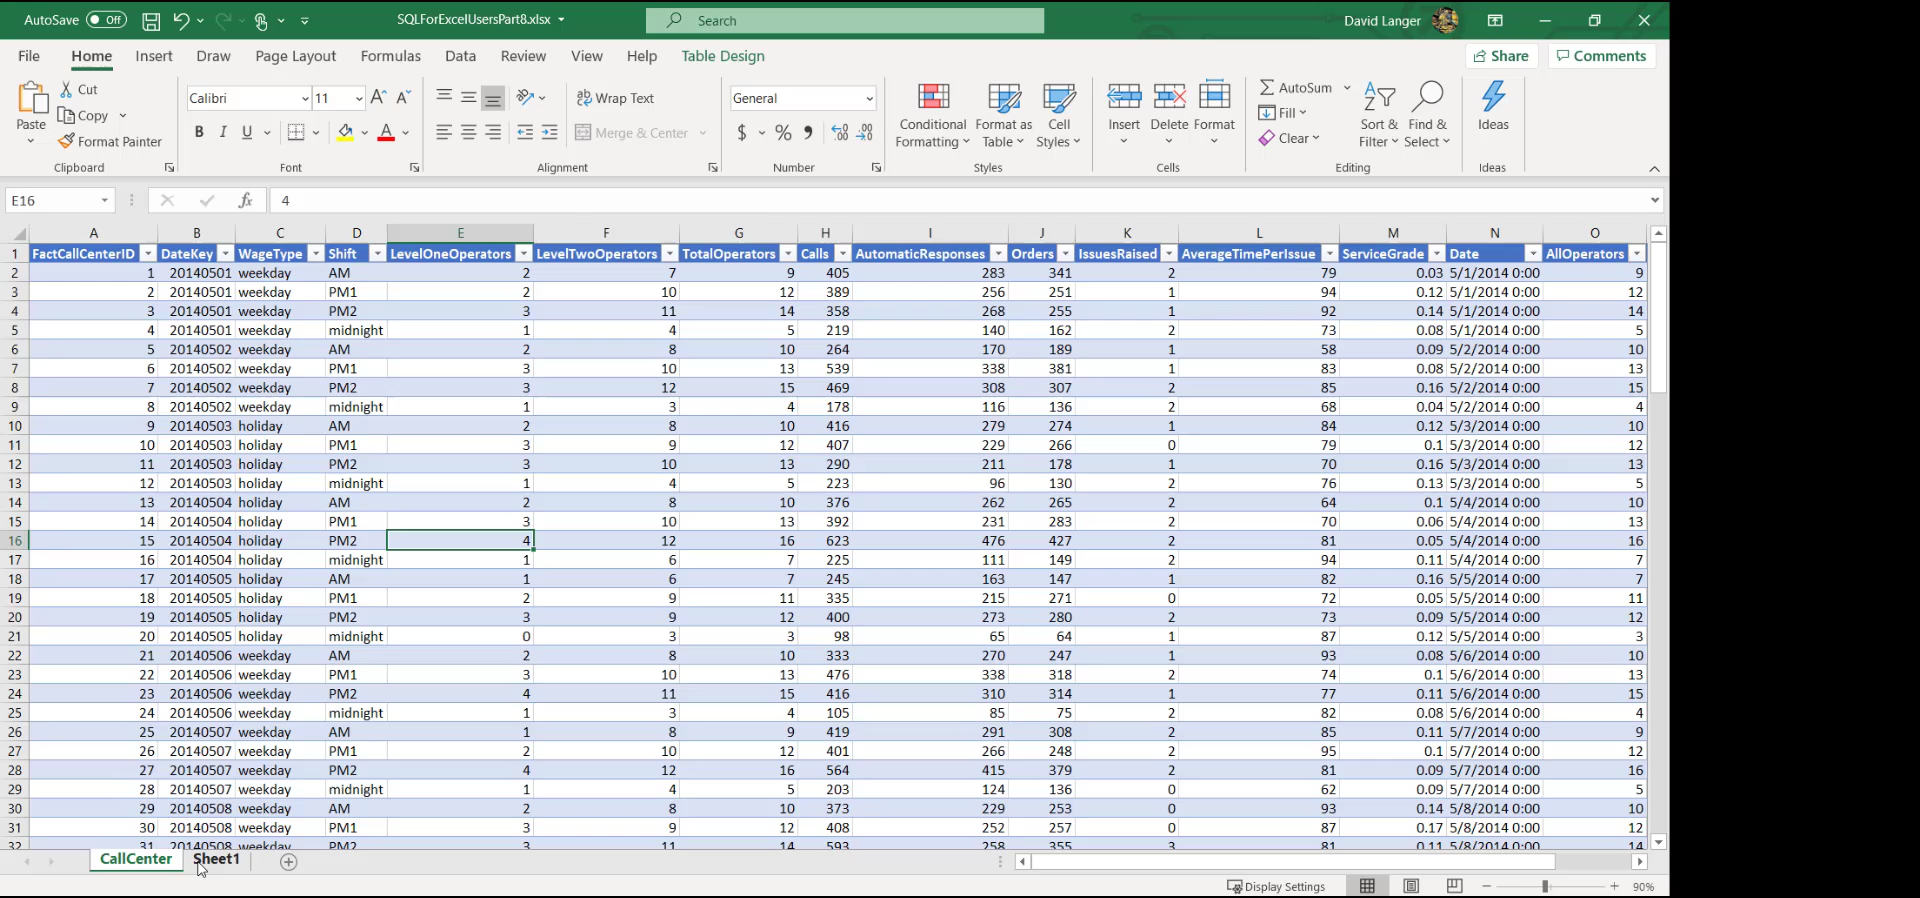 AutoSave Off SQLForExcelUsersPart8.xlsx Search David Langer
File Home Insert Draw Page Layout Formulas Data Review View Help Table Design Share Comments
Paste Cut Copy Format Painter Clipboard
Calibri 11 B I U A Font
Wrap Text Merge & Center Alignment
General $ % Number
Conditional Formatting Format as Table Cell Styles Styles
Insert Delete Format Cells
AutoSum Fill Clear Sort & Filter Find & Select Editing
Ideas Ideas
E16 fx 4
A B C D E F G H I J K L M N O
1 FactCallCenterID DateKey WageType Shift LevelOneOperators LevelTwoOperators TotalOperators Calls AutomaticResponses Orders IssuesRaised AverageTimePerIssue ServiceGrade Date AllOperators
2 1 20140501 weekday AM 2 7 9 405 283 341 2 79 0.03 5/1/2014 0:00 9
3 2 20140501 weekday PM1 2 10 12 389 256 251 1 94 0.12 5/1/2014 0:00 12
4 3 20140501 weekday PM2 3 11 14 358 268 255 1 92 0.14 5/1/2014 0:00 14
5 4 20140501 weekday midnight 1 4 5 219 140 162 2 73 0.08 5/1/2014 0:00 5
6 5 20140502 weekday AM 2 8 10 264 170 189 1 58 0.09 5/2/2014 0:00 10
7 6 20140502 weekday PM1 3 10 13 539 338 381 1 83 0.08 5/2/2014 0:00 13
8 7 20140502 weekday PM2 3 12 15 469 308 307 2 85 0.16 5/2/2014 0:00 15
9 8 20140502 weekday midnight 1 3 4 178 116 136 2 68 0.04 5/2/2014 0:00 4
10 9 20140503 holiday AM 2 8 10 416 279 274 1 84 0.12 5/3/2014 0:00 10
11 10 20140503 holiday PM1 3 9 12 407 229 266 0 79 0.1 5/3/2014 0:00 12
12 11 20140503 holiday PM2 3 10 13 290 211 178 1 70 0.16 5/3/2014 0:00 13
13 12 20140503 holiday midnight 1 4 5 223 96 130 2 76 0.13 5/3/2014 0:00 5
14 13 20140504 holiday AM 2 8 10 376 262 265 2 64 0.1 5/4/2014 0:00 10
15 14 20140504 holiday PM1 3 10 13 392 231 283 2 70 0.06 5/4/2014 0:00 13
16 15 20140504 holiday PM2 4 12 16 623 476 427 2 81 0.05 5/4/2014 0:00 16
17 16 20140504 holiday midnight 1 6 7 225 111 149 2 94 0.11 5/4/2014 0:00 7
18 17 20140505 holiday AM 1 6 7 245 163 147 1 82 0.16 5/5/2014 0:00 7
19 18 20140505 holiday PM1 2 9 11 335 215 271 0 72 0.05 5/5/2014 0:00 11
20 19 20140505 holiday PM2 3 9 12 400 273 280 2 73 0.09 5/5/2014 0:00 12
21 20 20140505 holiday midnight 0 3 3 98 65 64 1 87 0.12 5/5/2014 0:00 3
22 21 20140506 weekday AM 2 8 10 333 270 247 1 93 0.08 5/6/2014 0:00 10
23 22 20140506 weekday PM1 3 10 13 476 338 318 2 74 0.1 5/6/2014 0:00 13
24 23 20140506 weekday PM2 4 11 15 416 310 314 1 77 0.11 5/6/2014 0:00 15
25 24 20140506 weekday midnight 1 3 4 105 85 75 2 82 0.08 5/6/2014 0:00 4
26 25 20140507 weekday AM 1 8 9 419 291 308 2 85 0.11 5/7/2014 0:00 9
27 26 20140507 weekday PM1 2 10 12 401 266 248 2 95 0.1 5/7/2014 0:00 12
28 27 20140507 weekday PM2 4 12 16 564 415 379 2 81 0.09 5/7/2014 0:00 16
29 28 20140507 weekday midnight 1 4 5 203 124 136 0 62 0.09 5/7/2014 0:00 5
30 29 20140508 weekday AM 2 8 10 373 229 253 0 93 0.14 5/8/2014 0:00 10
31 30 20140508 weekday PM1 3 9 12 408 252 257 0 87 0.17 5/8/2014 0:00 12
32 31 20140508 weekday PM2 3 11 14 593 258 355 3 81 0.11 5/8/2014 0:00 14
CallCenter Sheet1
Display Settings 90%